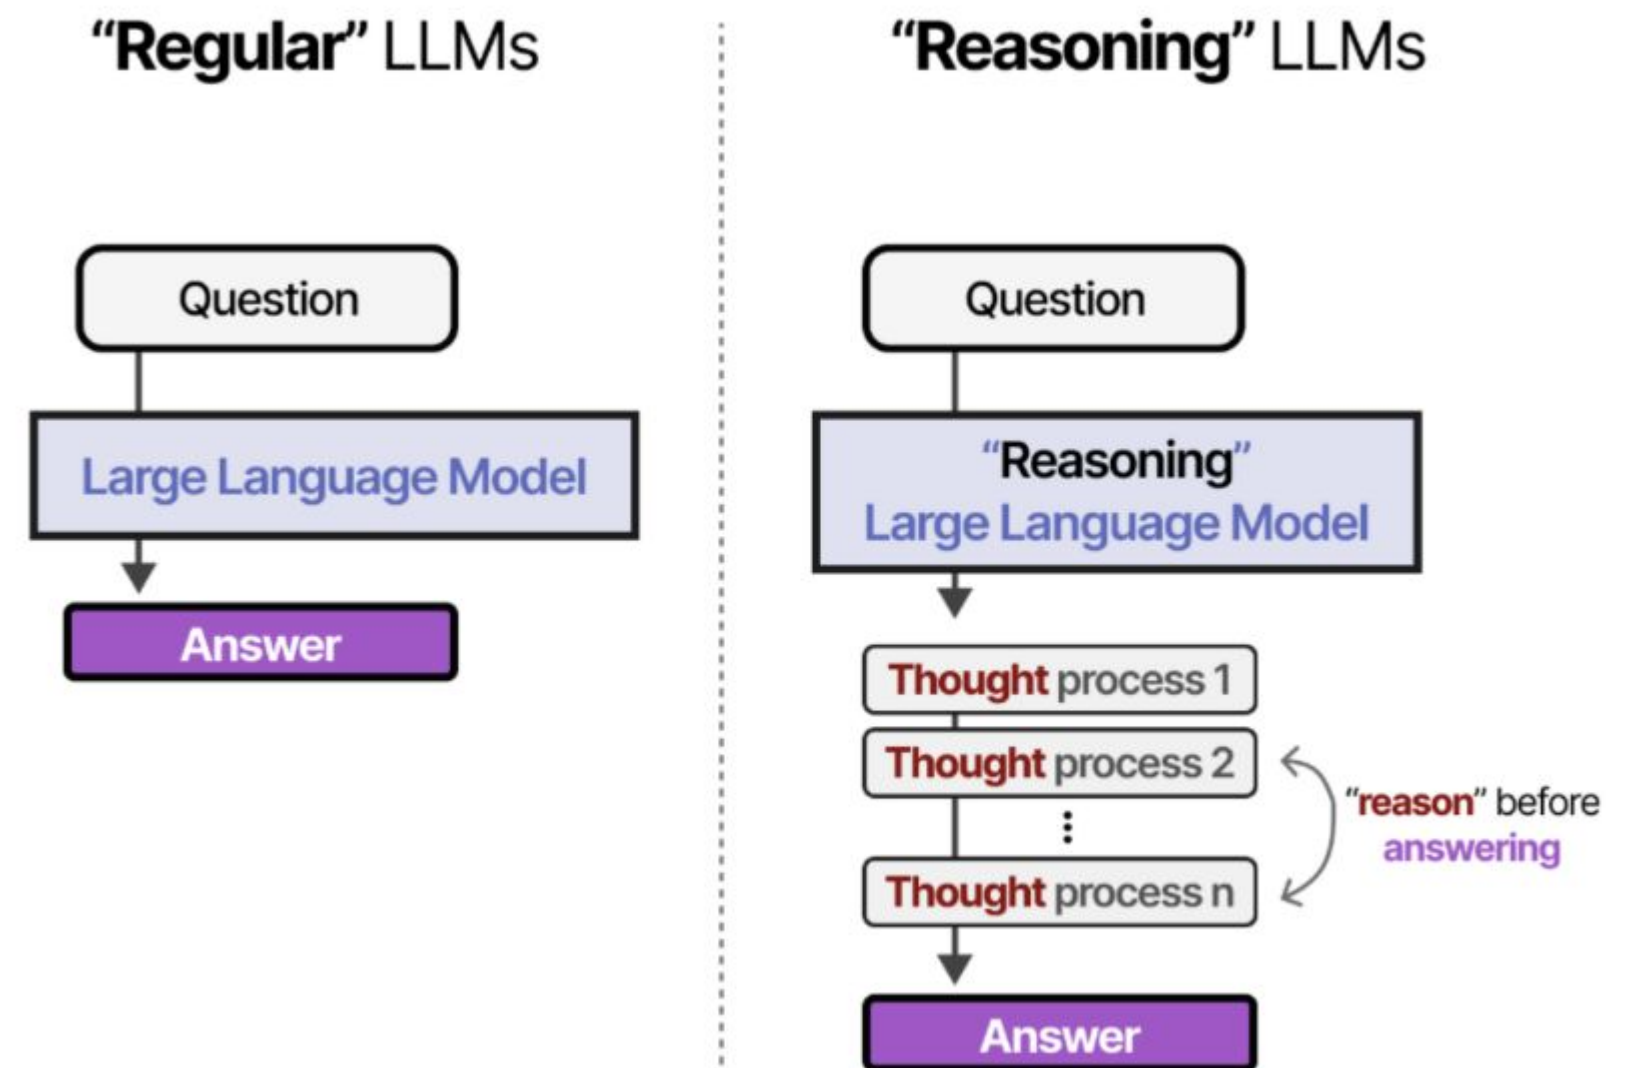 “Regular” LLMs
Question
Large Language Model
Answer
“Reasoning” LLMs
Question
“Reasoning”
Large Language Model
Thought process 1
Thought process 2
⋮
Thought process n
“reason” before
answering
Answer